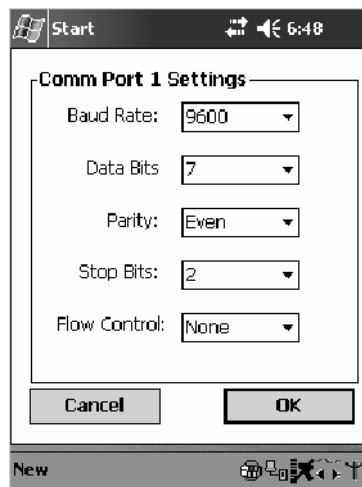 Start 6:48
Comm Port 1 Settings
Baud Rate: 9600
Data Bits 7
Parity: Even
Stop Bits: 2
Flow Control: None
Cancel OK
New